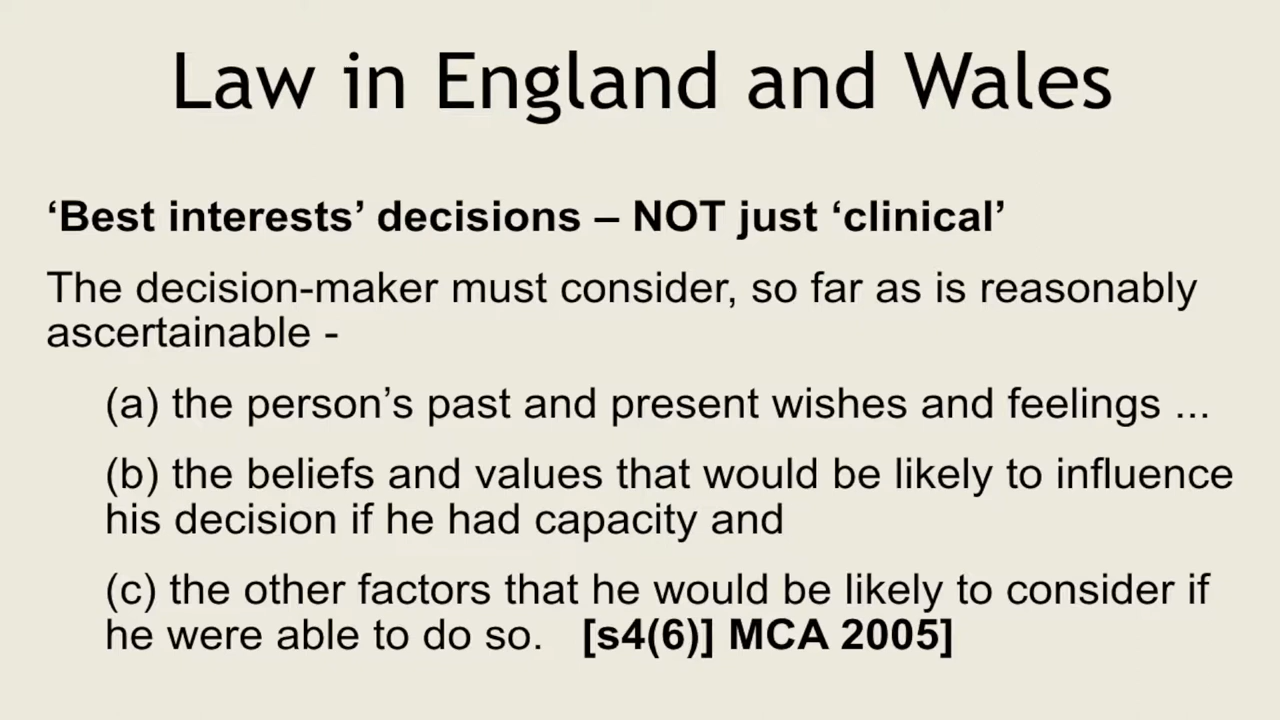 Law in England and Wales
‘Best interests’ decisions – NOT just ‘clinical’
The decision-maker must consider, so far as is reasonably
ascertainable -
(a) the person’s past and present wishes and feelings ...
(b) the beliefs and values that would be likely to influence
his decision if he had capacity and
(c) the other factors that he would be likely to consider if
he were able to do so. [s4(6)] MCA 2005]